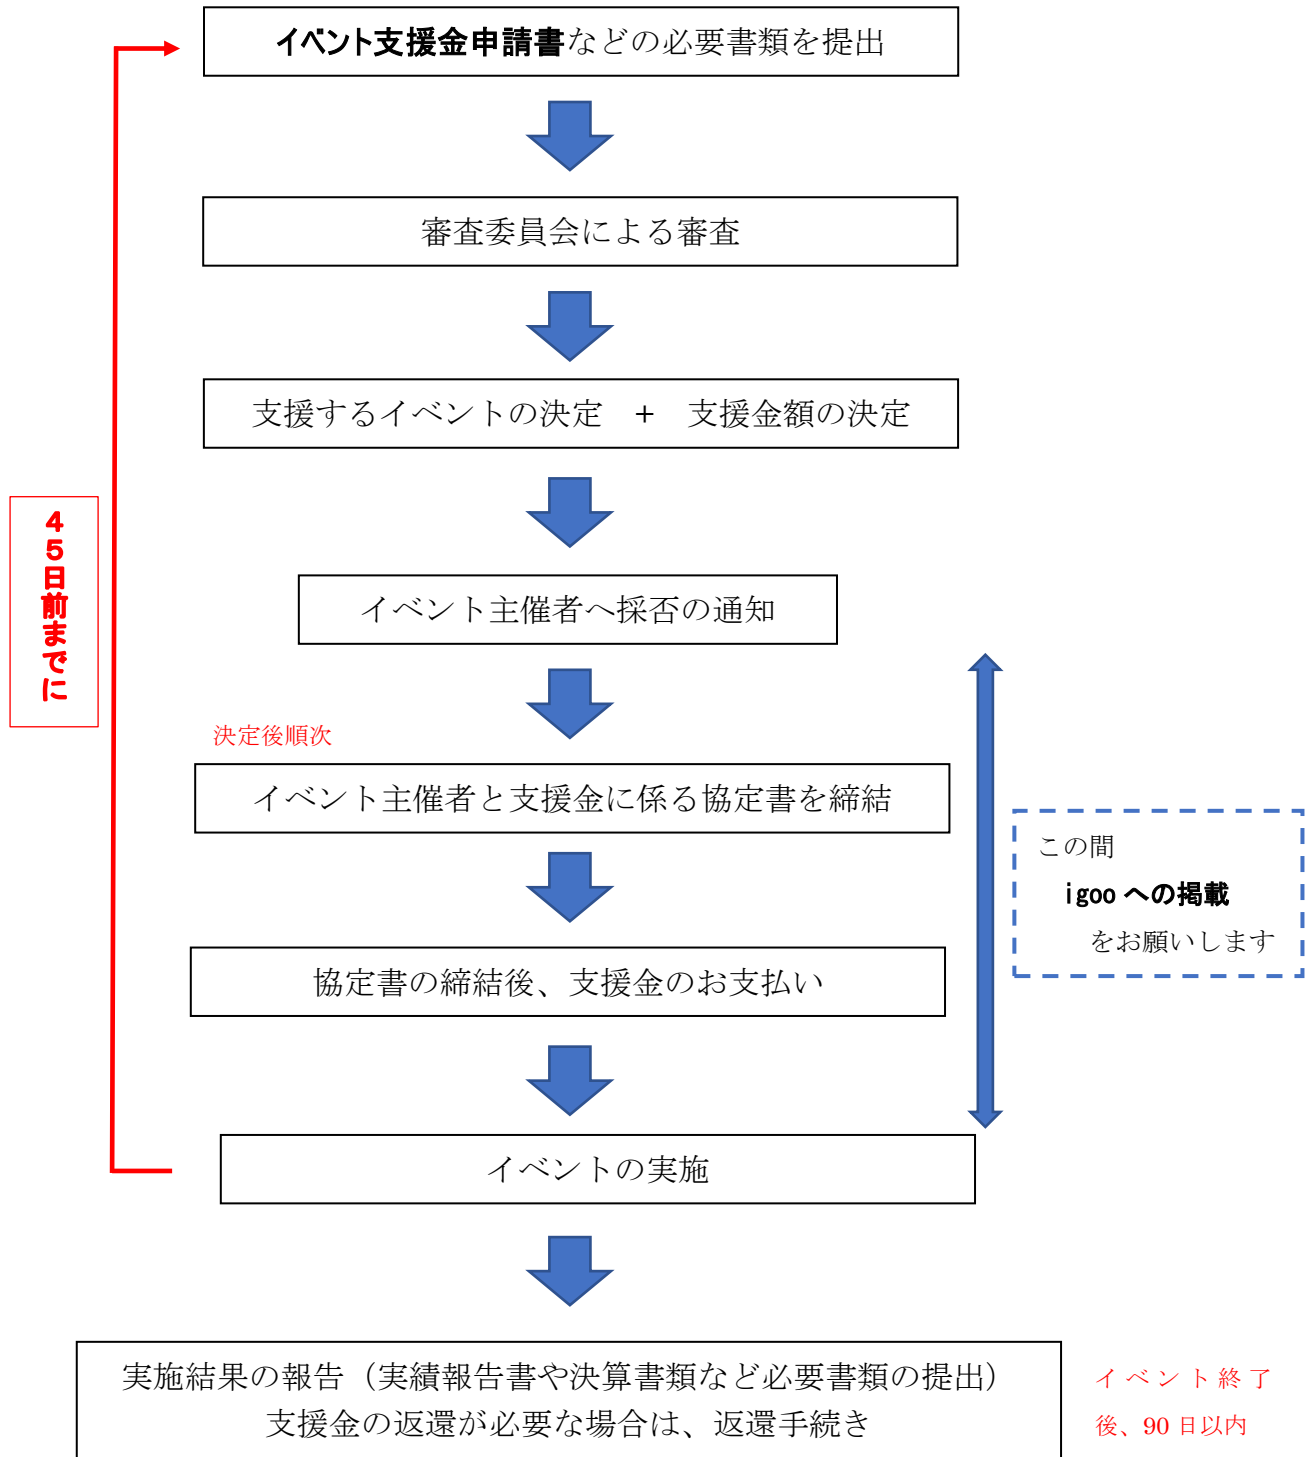 イベント支援金申請書などの必要書類を提出
審査委員会による審査
支援するイベントの決定　+　支援金額の決定
45日前までに
イベント主催者へ採否の通知
決定後順次
イベント主催者と支援金に係る協定書を締結
この間
igoo への掲載
をお願いします
協定書の締結後、支援金のお支払い
イベントの実施
実施結果の報告（実績報告書や決算書類など必要書類の提出）
支援金の返還が必要な場合は、返還手続き
イベント終了
後、90 日以内